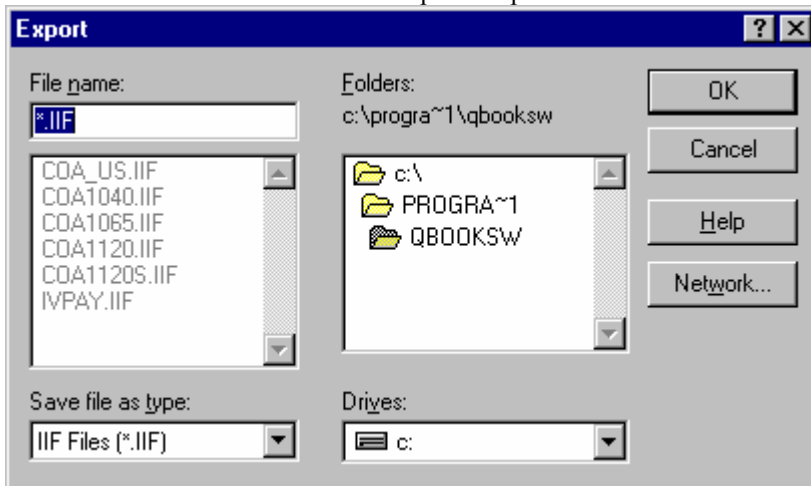 Export
File name:
*.IIF
COA_US.IIF
COA1040.IIF
COA1065.IIF
COA1120.IIF
COA1120S.IIF
IVPAY.IIF
Save file as type:
IIF Files (*.IIF)
Folders:
c:\progra~1\qbooksw
c:\
PROGRA~1
QBOOKSW
Drives:
c:
OK
Cancel
Help
Network...